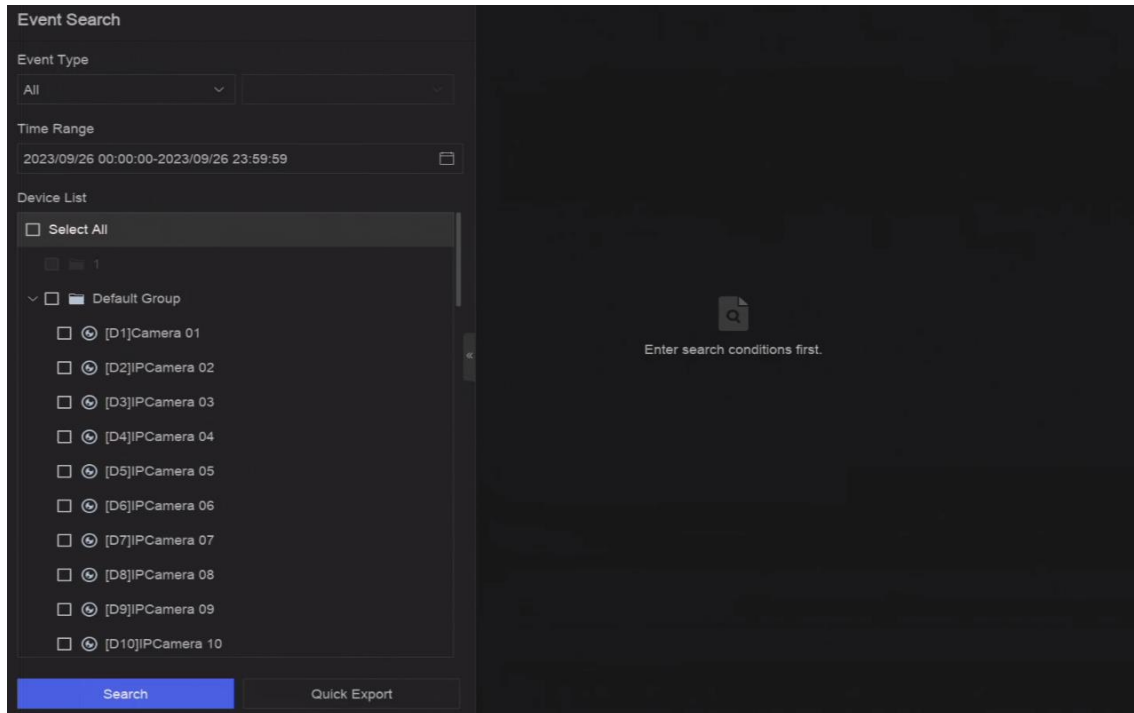 Event Search
Event Type
All
Time Range
2023/09/26 00:00:00-2023/09/26 23:59:59
Device List
Select All
1
Default Group
[D1]Camera 01
[D2]IPCamera 02
[D3]IPCamera 03
[D4]IPCamera 04
[D5]IPCamera 05
[D6]IPCamera 06
[D7]IPCamera 07
[D8]IPCamera 08
[D9]IPCamera 09
[D10]IPCamera 10
Search Quick Export
«
Enter search conditions first.